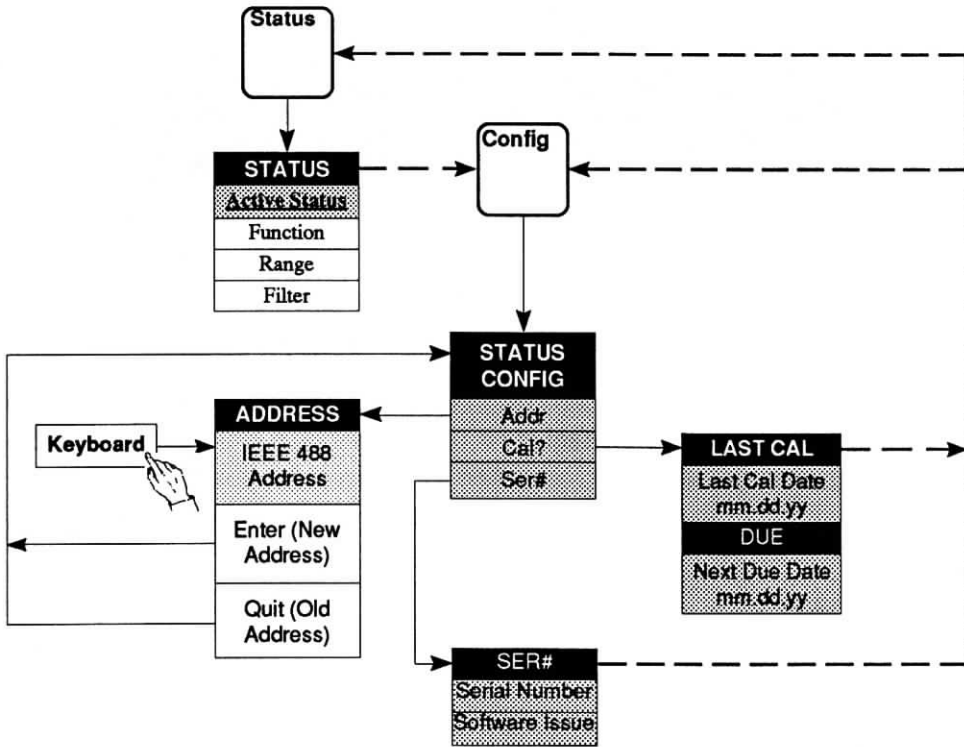 Status
Config
STATUS
Active Status
Function
Range
Filter
STATUS
CONFIG
Addr
Cal?
Ser#
ADDRESS
IEEE 488
Address
Enter (New
Address)
Quit (Old
Address)
Keyboard
LAST CAL
Last Cal Date
mm.dd.yy
DUE
Next Due Date
mm.dd.yy
SER#
Serial Number
Software Issue